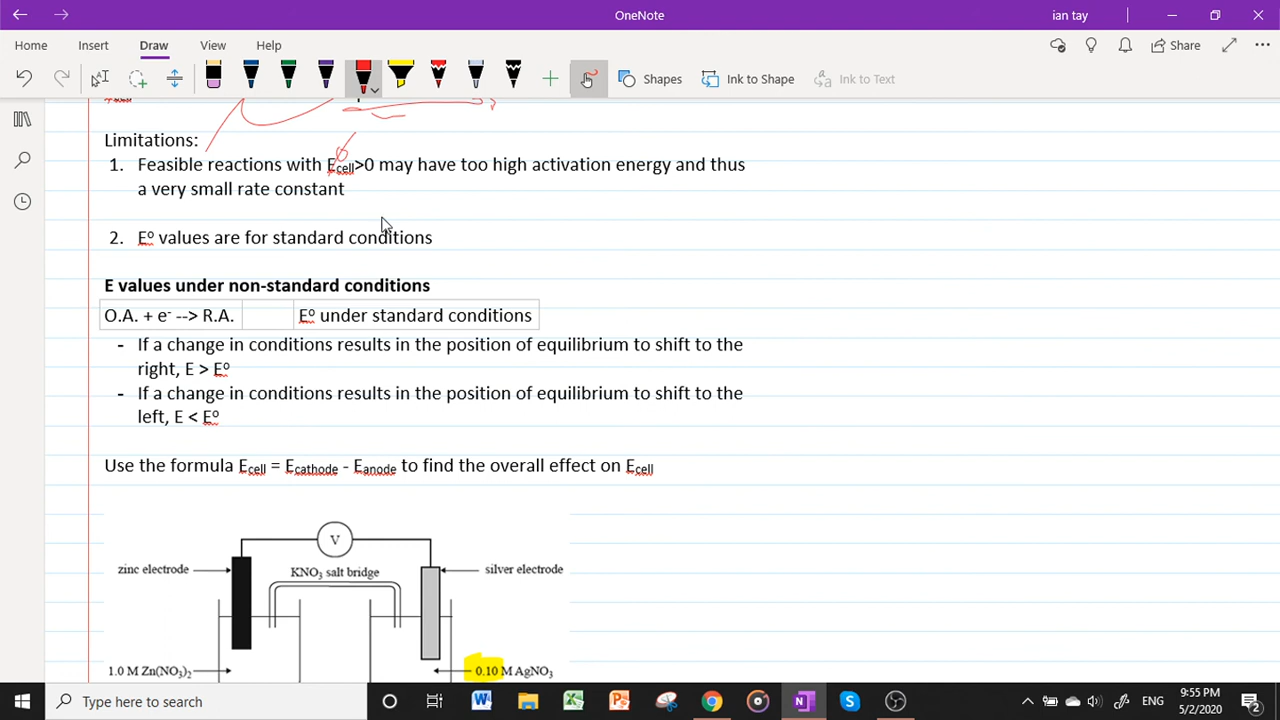 OneNote
ian tay
Home Insert Draw View Help
Share
Shapes
Ink to Shape
Ink to Text
Limitations:
1. Feasible reactions with Ecell>0 may have too high activation energy and thus
a very small rate constant
2. Eº values are for standard conditions
E values under non-standard conditions
O.A. + e- --> R.A. Eº under standard conditions
- If a change in conditions results in the position of equilibrium to shift to the
right, E > Eº
- If a change in conditions results in the position of equilibrium to shift to the
left, E < Eº
Use the formula Ecell = Ecathode - Eanode to find the overall effect on Ecell
V
zinc electrode
KNO3 salt bridge
silver electrode
1.0 M Zn(NO3)2
0.10 M AgNO3
Type here to search
ENG
9:55 PM
5/2/2020
2